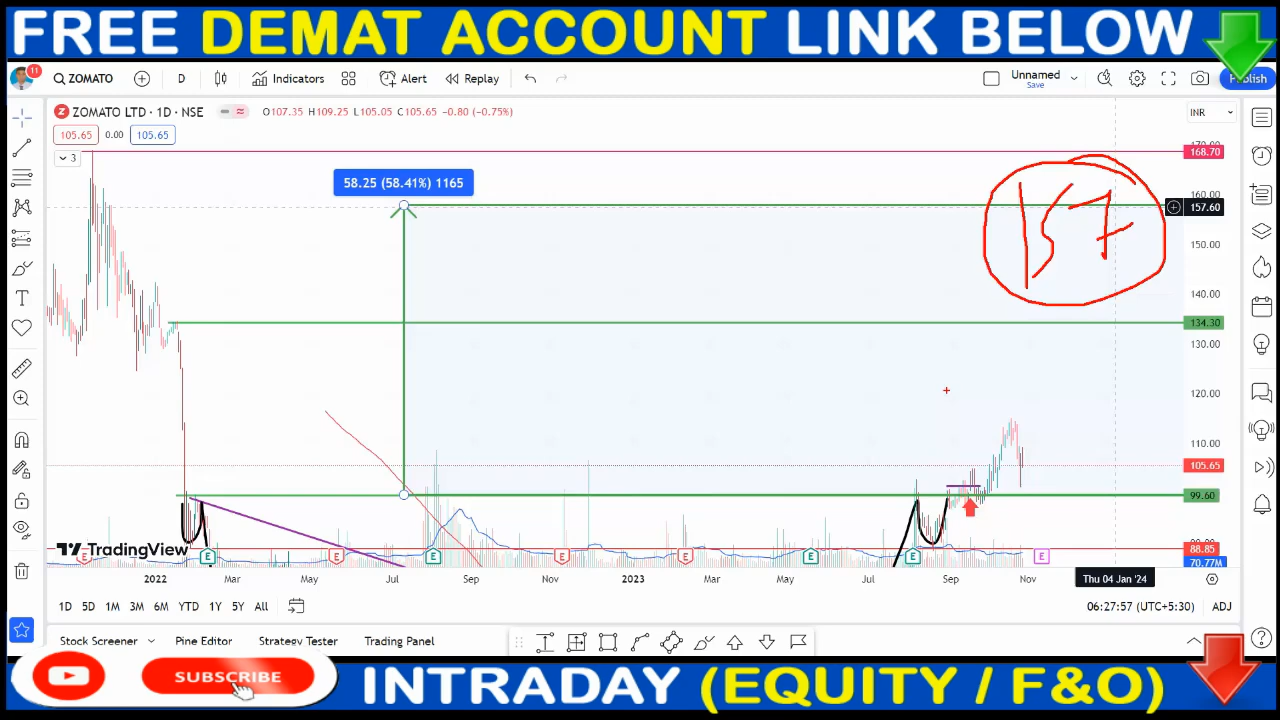 FREE DEMAT ACCOUNT LINK BELOW
11 ZOMATO D Indicators Alert Replay Unnamed Save Publish
ZOMATO LTD · 1D · NSE O107.35 H109.25 L105.05 C105.65 -0.80 (-0.75%) INR
105.65 0.00 105.65
3
168.70
58.25 (58.41%) 1165
160.00
157
157.60
150.00
140.00
134.30
130.00
120.00
110.00
105.65
99.60
TradingView
88.85
E E E E E E E E E
70.77M
2022 Mar May Jul Sep Nov 2023 Mar May Jul Sep Nov Thu 04 Jan '24
1D 5D 1M 3M 6M YTD 1Y 5Y All 06:27:57 (UTC+5:30) ADJ
Stock Screener Pine Editor Strategy Tester Trading Panel
SUBSCRIBE
INTRADAY (EQUITY / F&O)